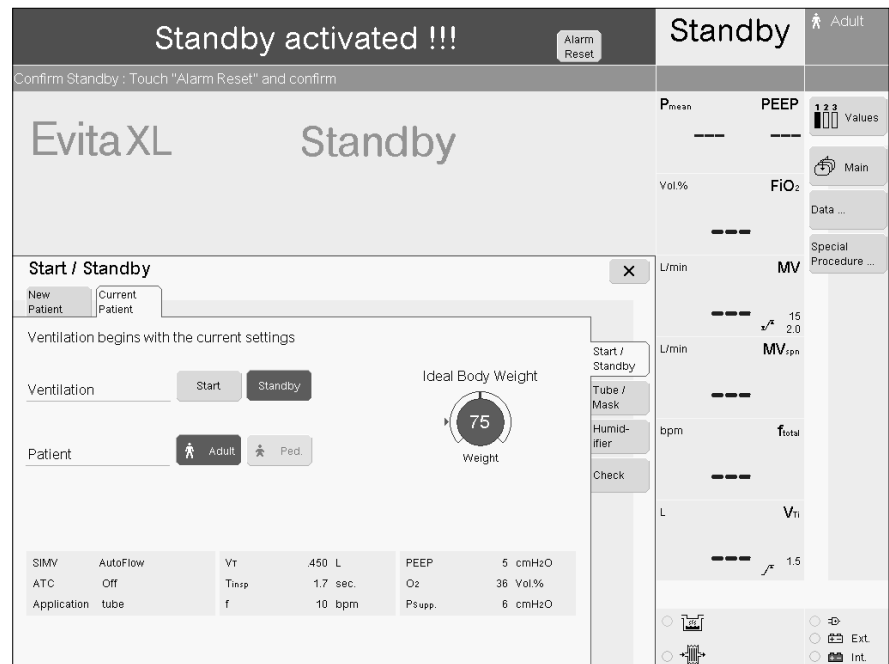 Standby activated !!!
Alarm
Reset
Standby
Adult
Confirm Standby : Touch "Alarm Reset" and confirm
Evita XL
Standby
Pmean PEEP
--- ---
Vol.% FiO2
---
L/min MV
---
15
2.0
L/min MVspn
---
bpm ftotal
---
L VTi
---
1.5
1 2 3
Values
Main
Data ...
Special
Procedure ...
Start / Standby
New
Patient
Current
Patient
Ventilation begins with the current settings
Ventilation Start Standby
Patient Adult Ped.
Ideal Body Weight
75
Weight
Start /
Standby
Tube /
Mask
Humid-
ifier
Check
SIMV AutoFlow VT .450 L PEEP 5 cmH2O
ATC Off Tinsp 1.7 sec. O2 36 Vol.%
Application tube f 10 bpm Psupp. 6 cmH2O
Ext.
Int.